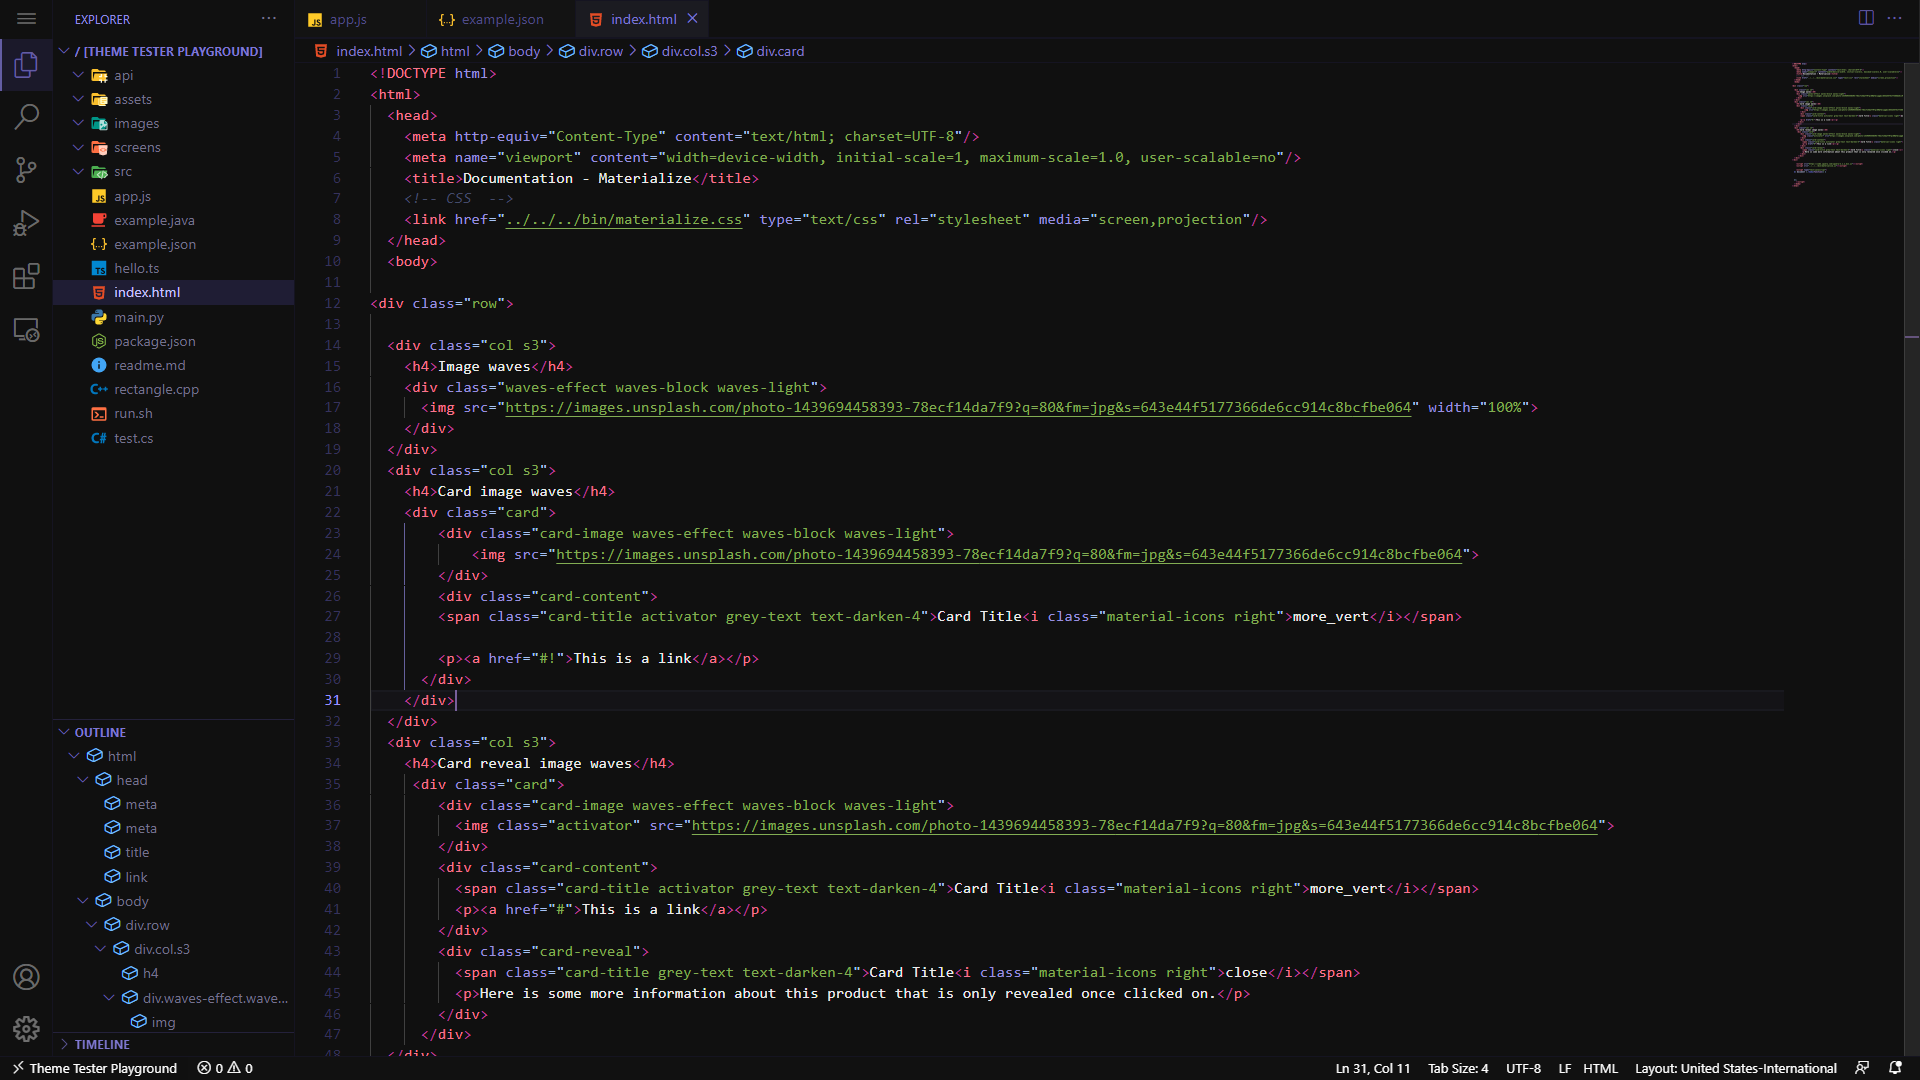 EXPLORER
/ [THEME TESTER PLAYGROUND]
api
assets
images
screens
src
app.js
example.java
example.json
hello.ts
index.html
main.py
package.json
readme.md
rectangle.cpp
run.sh
test.cs
OUTLINE
html
head
meta
meta
title
link
body
div.row
div.col.s3
h4
div.waves-effect.wave...
img
TIMELINE
app.js
example.json
index.html
index.html > html > body > div.row > div.col.s3 > div.card
1 <!DOCTYPE html>
2 <html>
3 <head>
4 <meta http-equiv="Content-Type" content="text/html; charset=UTF-8"/>
5 <meta name="viewport" content="width=device-width, initial-scale=1, maximum-scale=1.0, user-scalable=no"/>
6 <title>Documentation - Materialize</title>
7 <!-- CSS  -->
8 <link href="../../../bin/materialize.css" type="text/css" rel="stylesheet" media="screen,projection"/>
9 </head>
10 <body>
11
12 <div class="row">
13
14 <div class="col s3">
15 <h4>Image waves</h4>
16 <div class="waves-effect waves-block waves-light">
17 <img src="https://images.unsplash.com/photo-1439694458393-78ecf14da7f9?q=80&fm=jpg&s=643e44f5177366de6cc914c8bcfbe064" width="100%">
18 </div>
19 </div>
20 <div class="col s3">
21 <h4>Card image waves</h4>
22 <div class="card">
23 <div class="card-image waves-effect waves-block waves-light">
24 <img src="https://images.unsplash.com/photo-1439694458393-78ecf14da7f9?q=80&fm=jpg&s=643e44f5177366de6cc914c8bcfbe064">
25 </div>
26 <div class="card-content">
27 <span class="card-title activator grey-text text-darken-4">Card Title<i class="material-icons right">more_vert</i></span>
28
29 <p><a href="#!">This is a link</a></p>
30 </div>
31 </div>
32 </div>
33 <div class="col s3">
34 <h4>Card reveal image waves</h4>
35 <div class="card">
36 <div class="card-image waves-effect waves-block waves-light">
37 <img class="activator" src="https://images.unsplash.com/photo-1439694458393-78ecf14da7f9?q=80&fm=jpg&s=643e44f5177366de6cc914c8bcfbe064">
38 </div>
39 <div class="card-content">
40 <span class="card-title activator grey-text text-darken-4">Card Title<i class="material-icons right">more_vert</i></span>
41 <p><a href="#">This is a link</a></p>
42 </div>
43 <div class="card-reveal">
44 <span class="card-title grey-text text-darken-4">Card Title<i class="material-icons right">close</i></span>
45 <p>Here is some more information about this product that is only revealed once clicked on.</p>
46 </div>
47 </div>
48 </div>
Theme Tester Playground 0 0 Ln 31, Col 11 Tab Size: 4 UTF-8 LF HTML Layout: United States-International